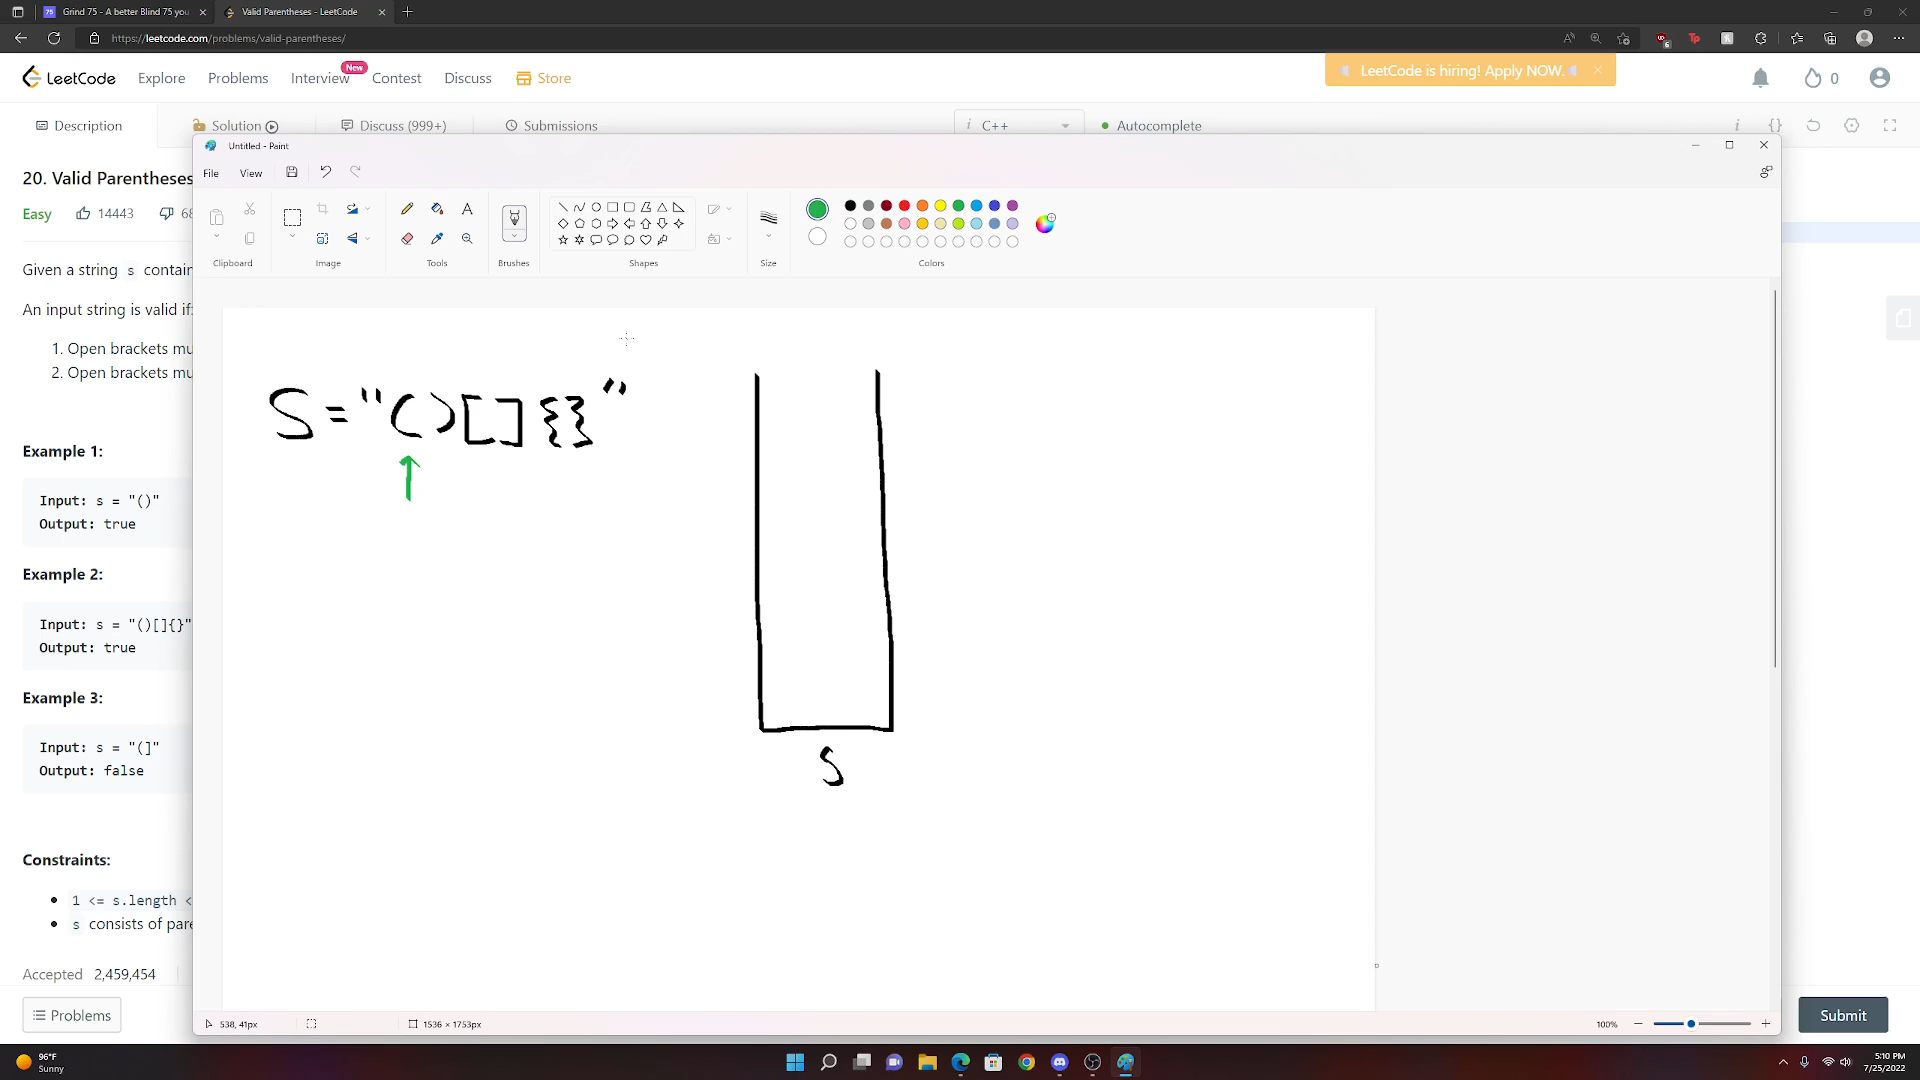 Grind 75 - A better Blind 75 you
Valid Parentheses - LeetCode
https://leetcode.com/problems/valid-parentheses/
LeetCode
Explore
Problems
Interview
New
Contest
Discuss
Store
LeetCode is hiring! Apply NOW.
0
Description
Solution
Discuss (999+)
Submissions
i C++
Autocomplete
i {}
Untitled - Paint
File
View
Clipboard
Image
Tools
Brushes
Shapes
Size
Colors
20. Valid Parentheses
Easy
14443
68
Given a string s contain
An input string is valid if:
1. Open brackets mu
2. Open brackets mu
Example 1:
Input: s = "()"
Output: true
Example 2:
Input: s = "()[]{}"
Output: true
Example 3:
Input: s = "(]"
Output: false
Constraints:
1 <= s.length <
s consists of pare
Accepted 2,459,454
Problems
S="()[]{}"
S
538, 41px
1536 × 1753px
100%
Submit
96°F
Sunny
5:10 PM
7/25/2022